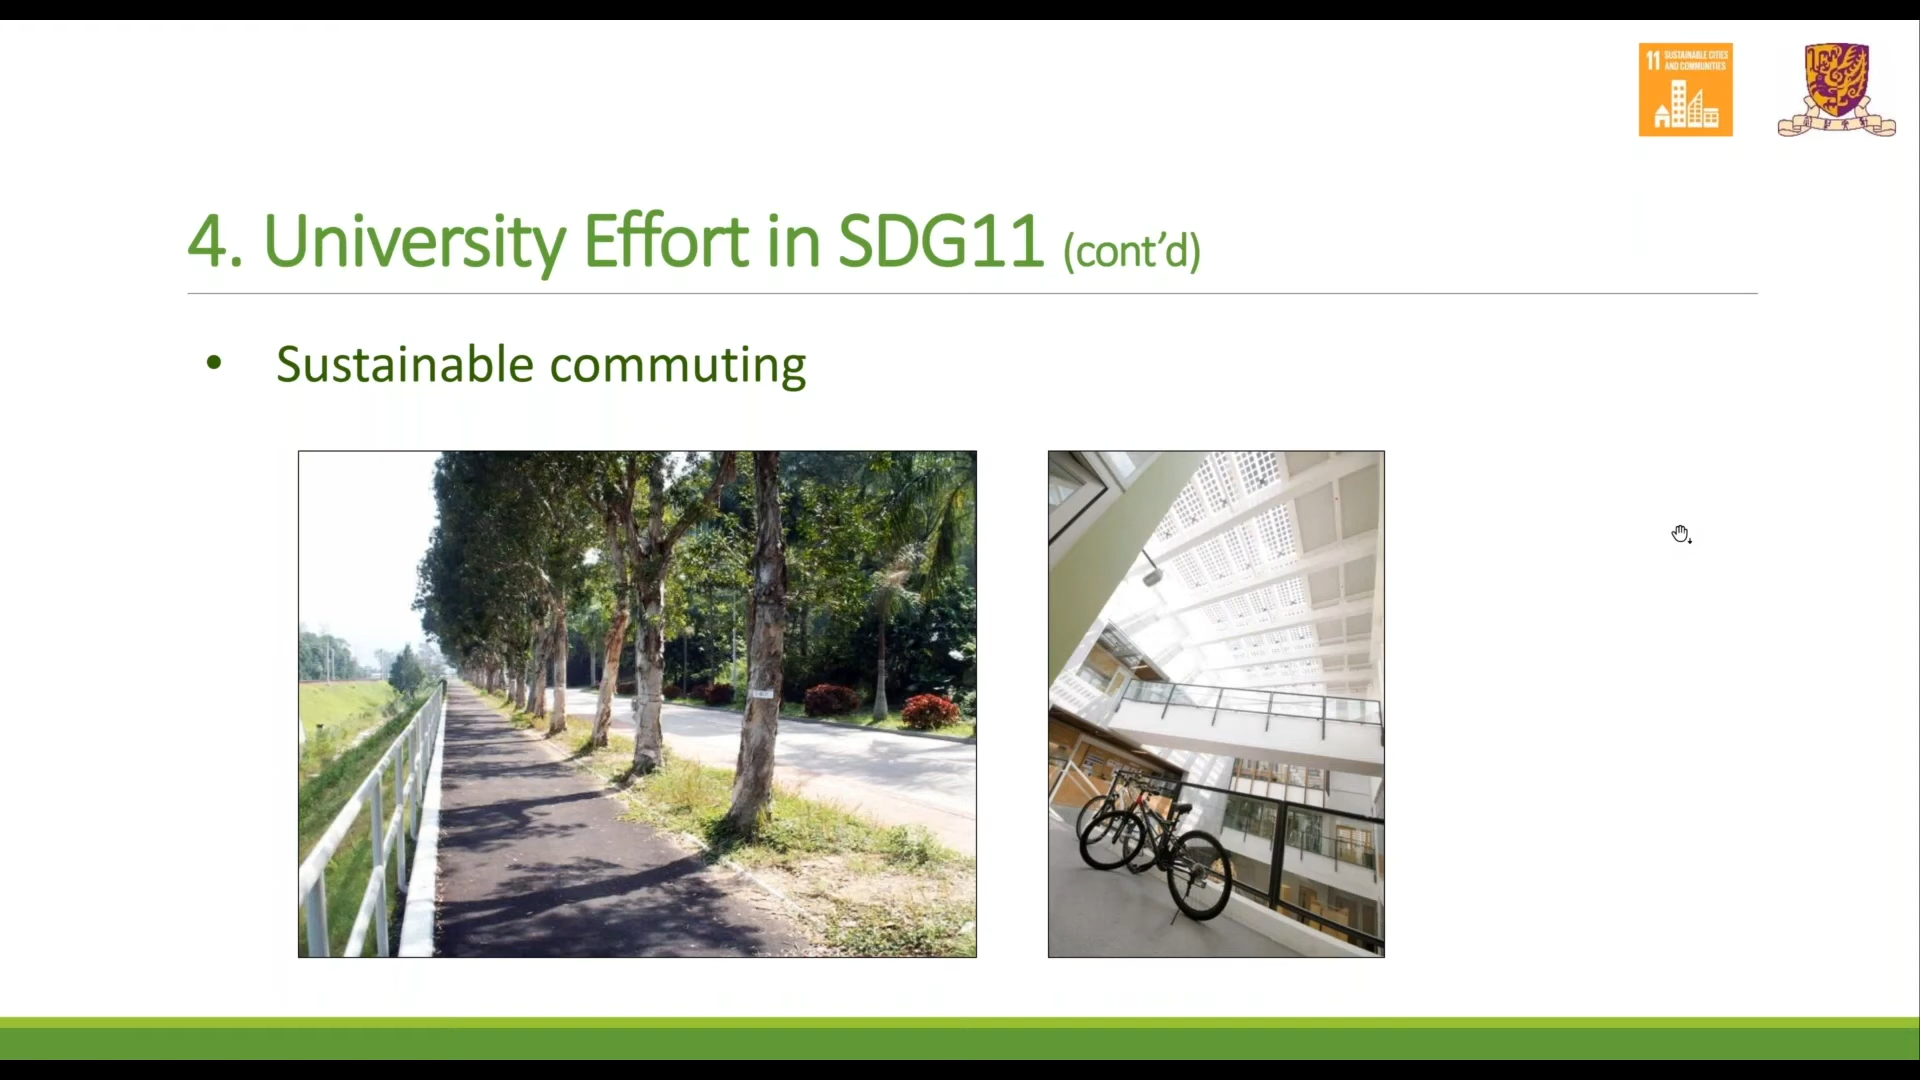 11 SUSTAINABLE CITIES
AND COMMUNITIES
4. University Effort in SDG11 (cont’d)
• Sustainable commuting